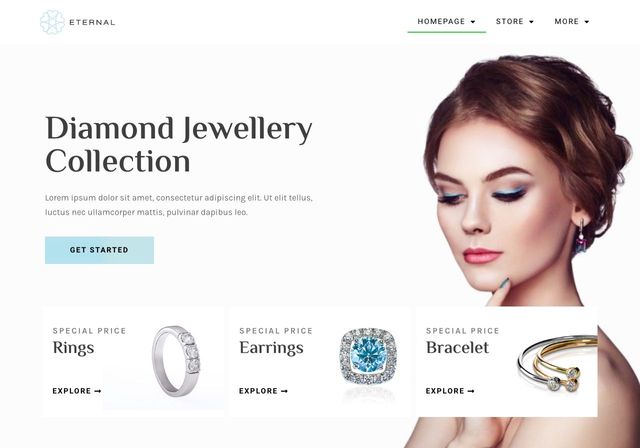 ETERNAL
HOMEPAGE
STORE
MORE
Diamond Jewellery
Collection
Lorem ipsum dolor sit amet, consectetur adipiscing elit. Ut elit tellus,
luctus nec ullamcorper mattis, pulvinar dapibus leo.
GET STARTED
SPECIAL PRICE
Rings
EXPLORE →
SPECIAL PRICE
Earrings
EXPLORE →
SPECIAL PRICE
Bracelet
EXPLORE →